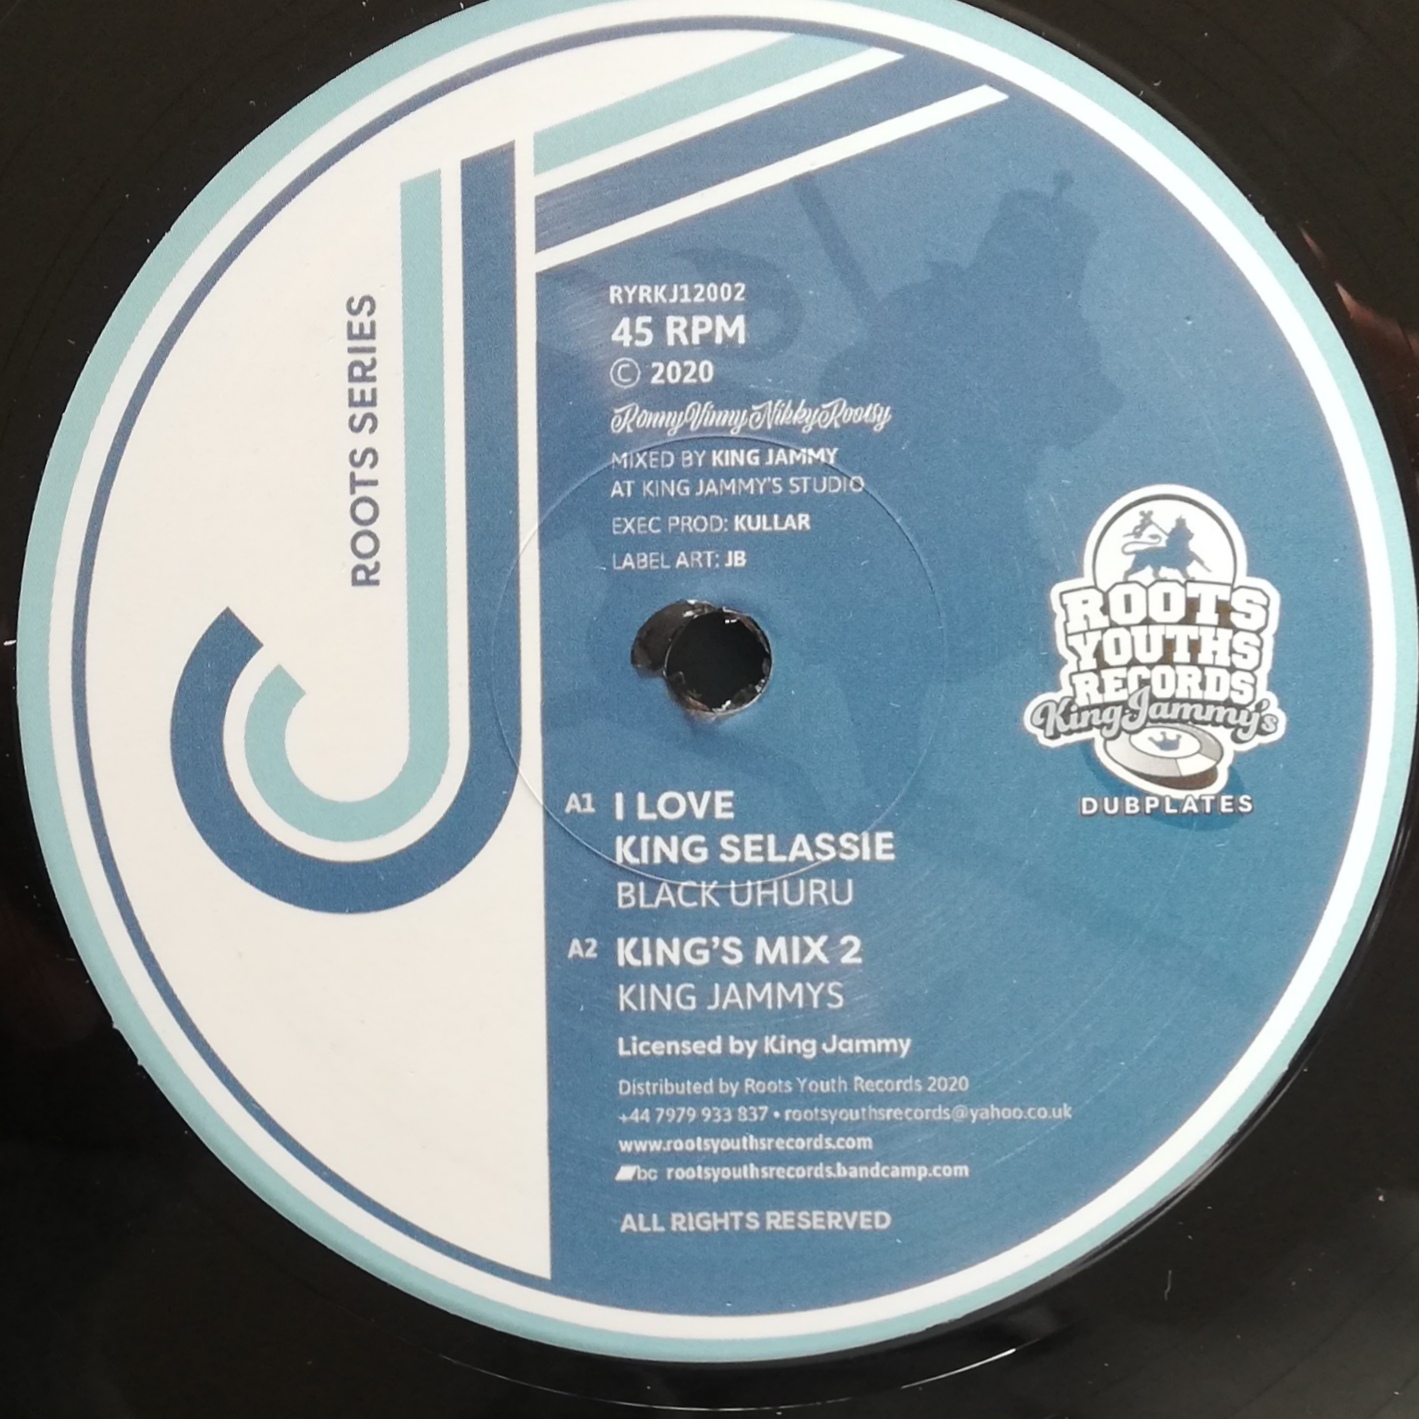 ROOTS SERIES
RYRKJ12002
45 RPM
© 2020
RonnyVinnyNikkyRootsy
MIXED BY KING JAMMY
AT KING JAMMY'S STUDIO
EXEC PROD: KULLAR
LABEL ART: JB
ROOTS
YOUTHS
RECORDS
King Jammy's
DUBPLATES
A1 I LOVE
KING SELASSIE
BLACK UHURU
A2 KING'S MIX 2
KING JAMMYS
Licensed by King Jammy
Distributed by Roots Youth Records 2020
+44 7979 933 837 • rootsyouthsrecords@yahoo.co.uk
www.rootsyouthsrecords.com
bc rootsyouthsrecords.bandcamp.com
ALL RIGHTS RESERVED